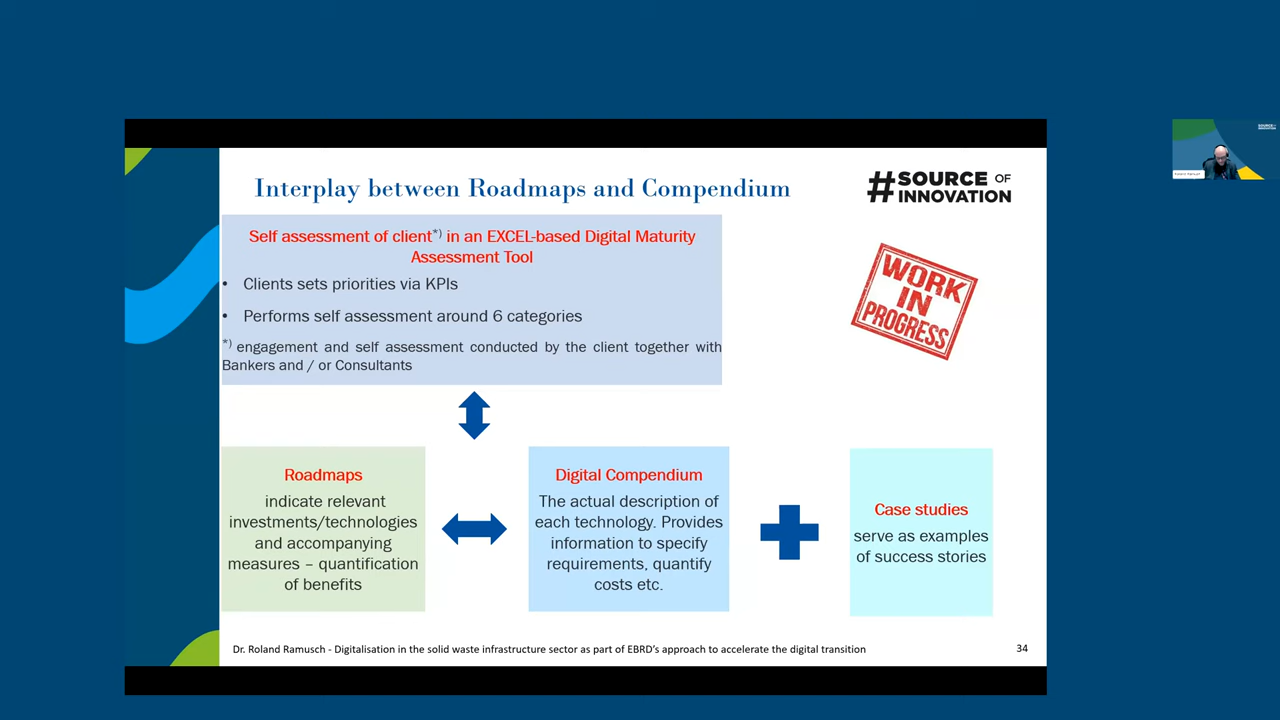 Interplay between Roadmaps and Compendium
#SOURCE OF
INNOVATION
Self assessment of client*) in an EXCEL-based Digital Maturity
Assessment Tool
• Clients sets priorities via KPIs
• Performs self assessment around 6 categories
*) engagement and self assessment conducted by the client together with
Bankers and / or Consultants
WORK
IN
PROGRESS
Roadmaps
indicate relevant
investments/technologies
and accompanying
measures – quantification
of benefits
Digital Compendium
The actual description of
each technology. Provides
information to specify
requirements, quantify
costs etc.
Case studies
serve as examples
of success stories
Dr. Roland Ramusch - Digitalisation in the solid waste infrastructure sector as part of EBRD's approach to accelerate the digital transition
34